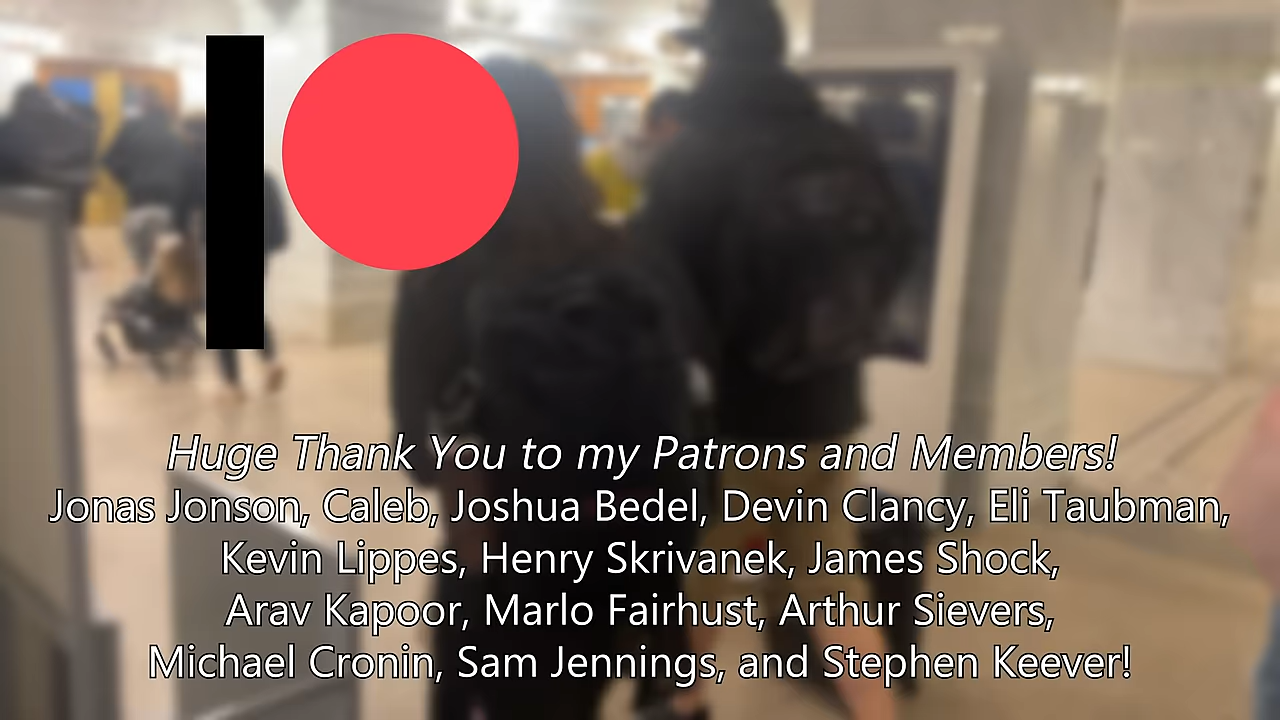 Huge Thank You to my Patrons and Members!
Jonas Jonson, Caleb, Joshua Bedel, Devin Clancy, Eli Taubman,
Kevin Lippes, Henry Skrivanek, James Shock,
Arav Kapoor, Marlo Fairhust, Arthur Sievers,
Michael Cronin, Sam Jennings, and Stephen Keever!